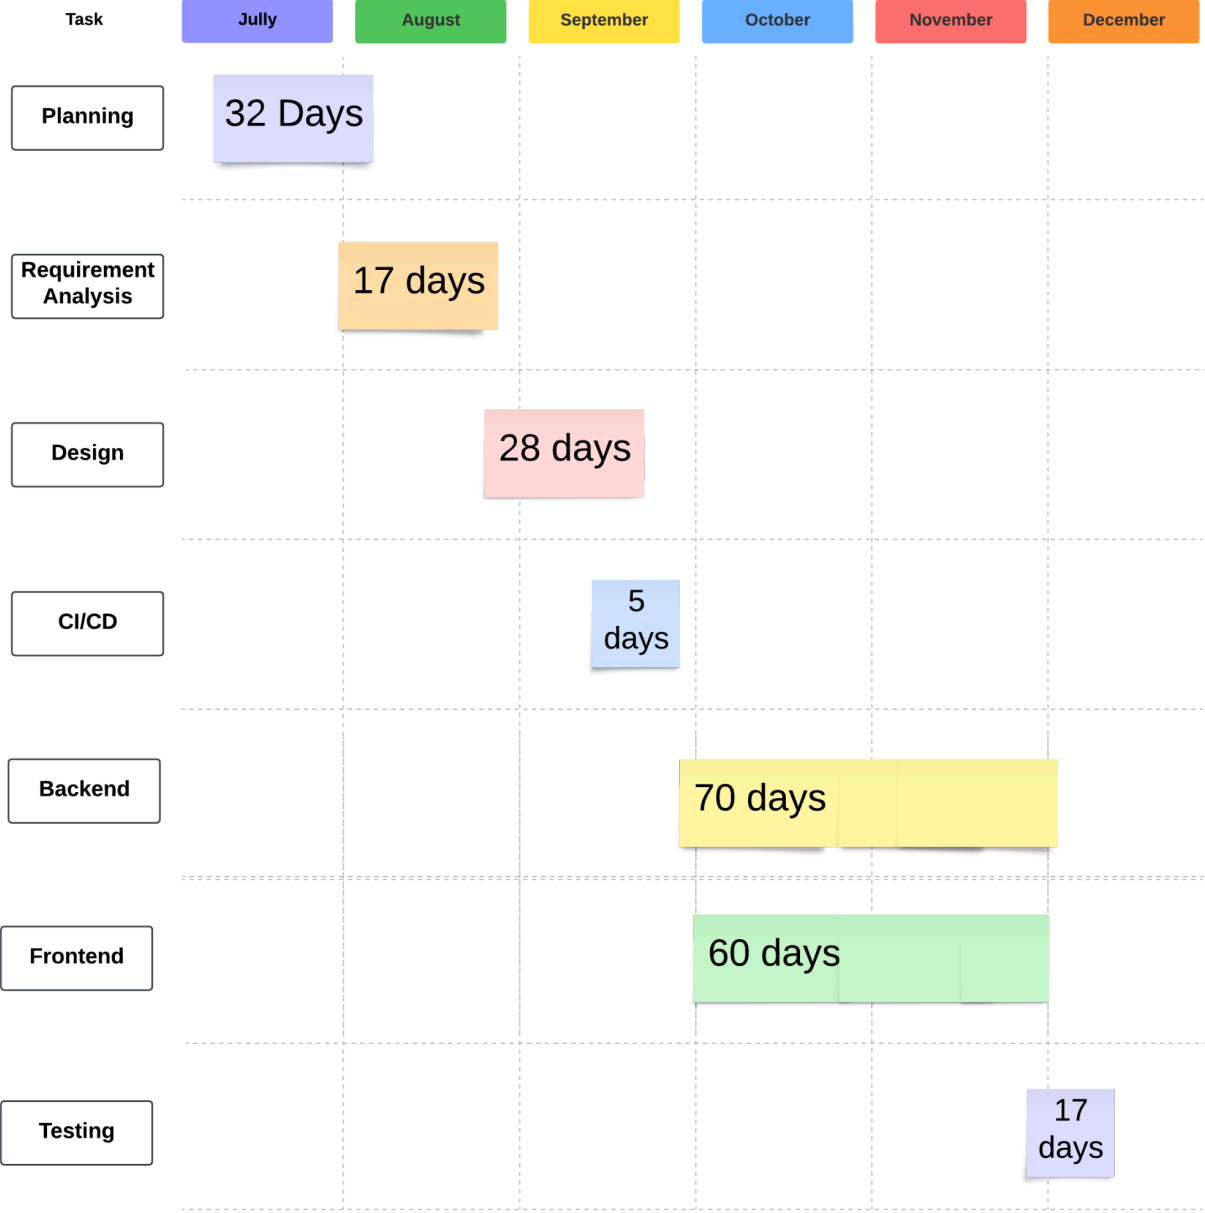 Task
Jully
August
September
October
November
December
Planning
32 Days
Requirement
Analysis
17 days
Design
28 days
CI/CD
5
days
Backend
70 days
Frontend
60 days
Testing
17
days